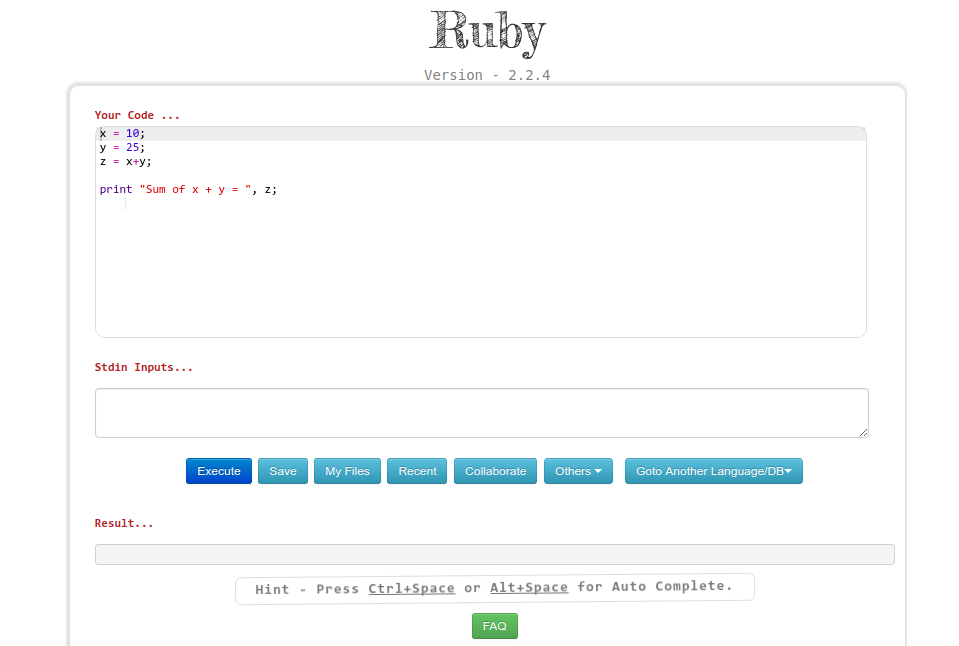 Ruby
Version - 2.2.4
Your Code ...
x = 10;
y = 25;
z = x+y;
print "Sum of x + y = ", z;
Stdin Inputs...
Execute Save My Files Recent Collaborate Others Goto Another Language/DB
Result...
Hint - Press Ctrl+Space or Alt+Space for Auto Complete.
FAQ